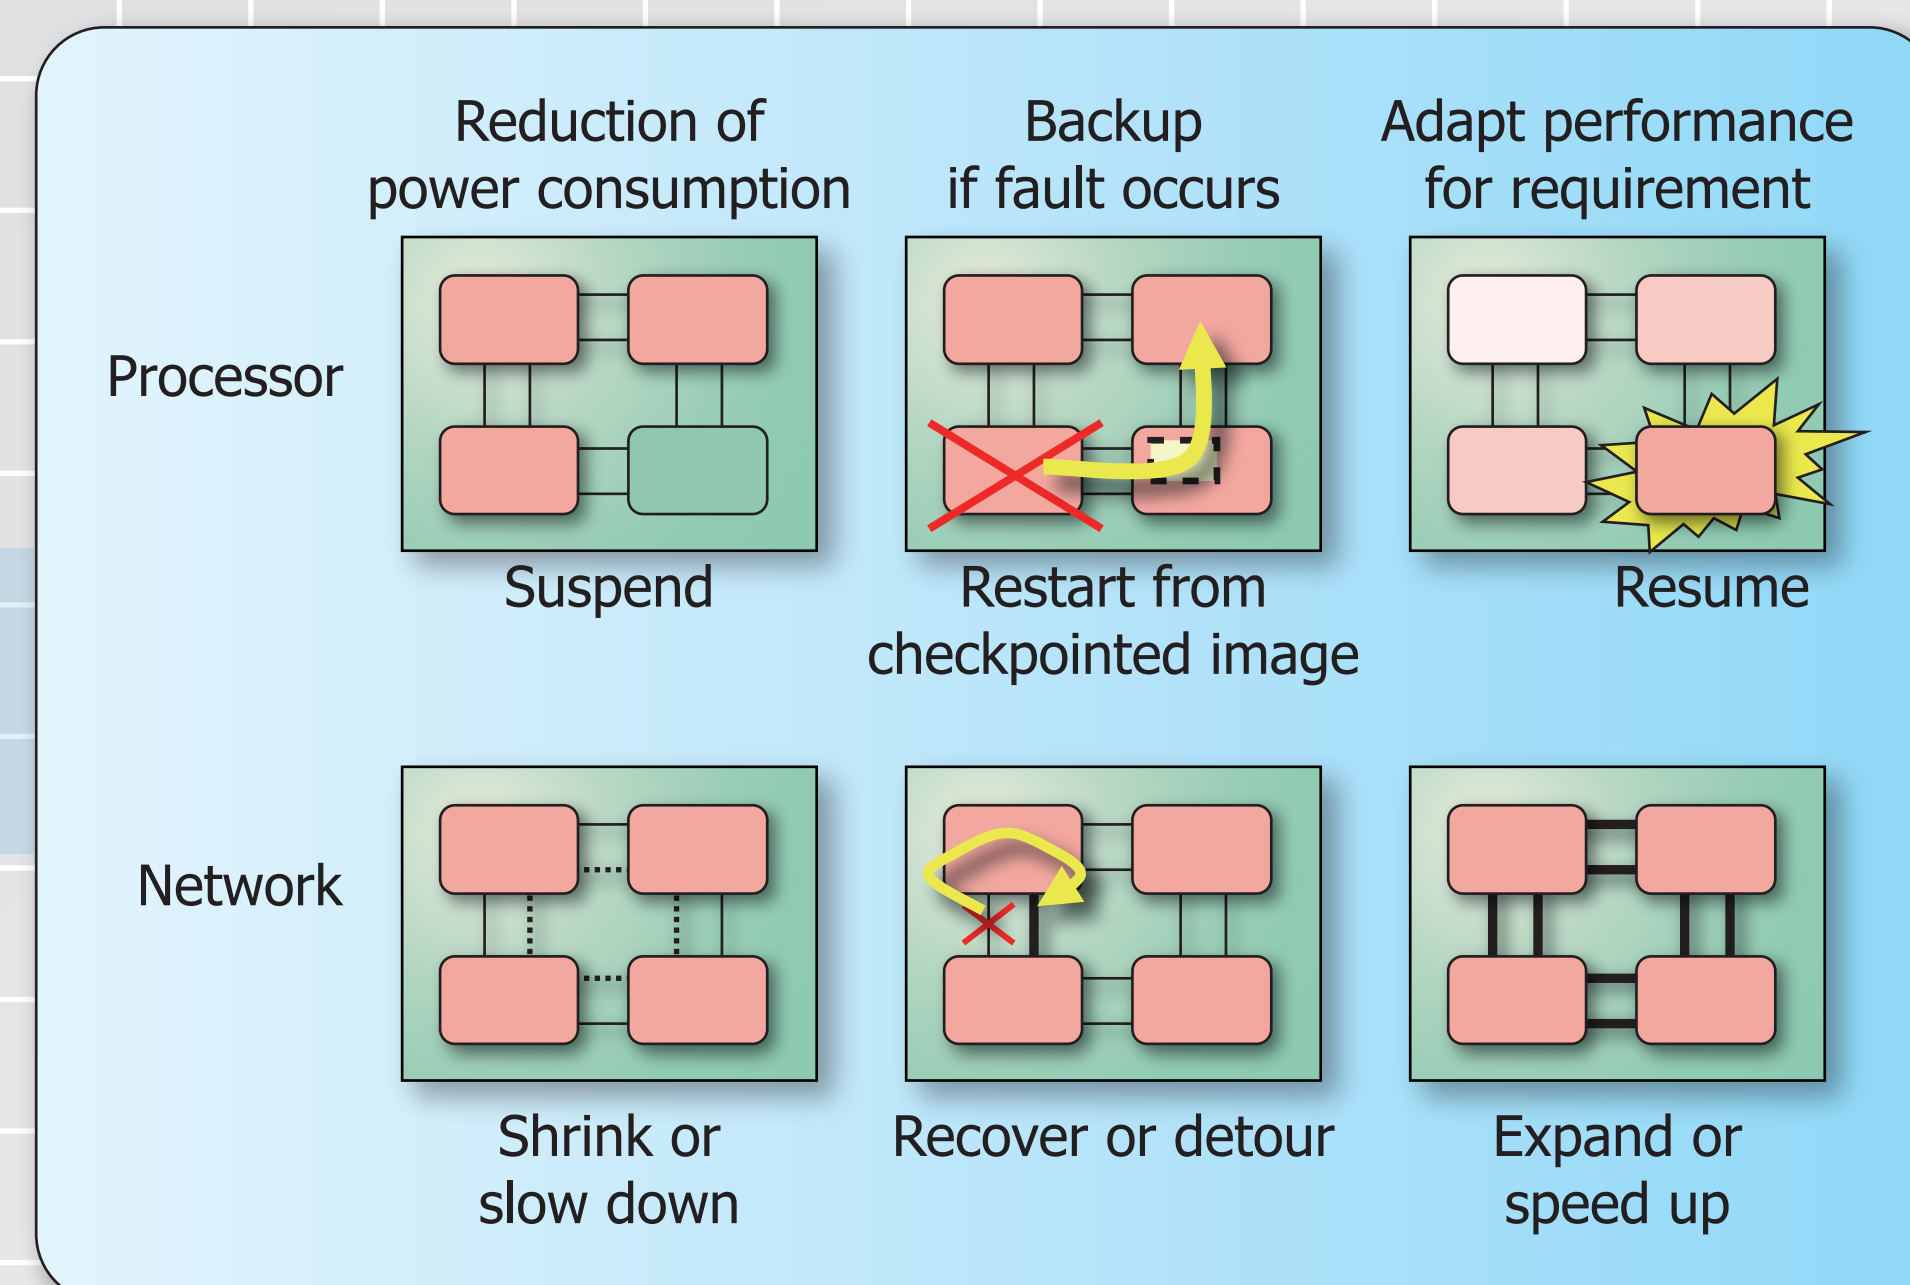 Reduction of
power consumption
Backup
if fault occurs
Adapt performance
for requirement
Processor
Suspend
Restart from
checkpointed image
Resume
Network
Shrink or
slow down
Recover or detour
Expand or
speed up